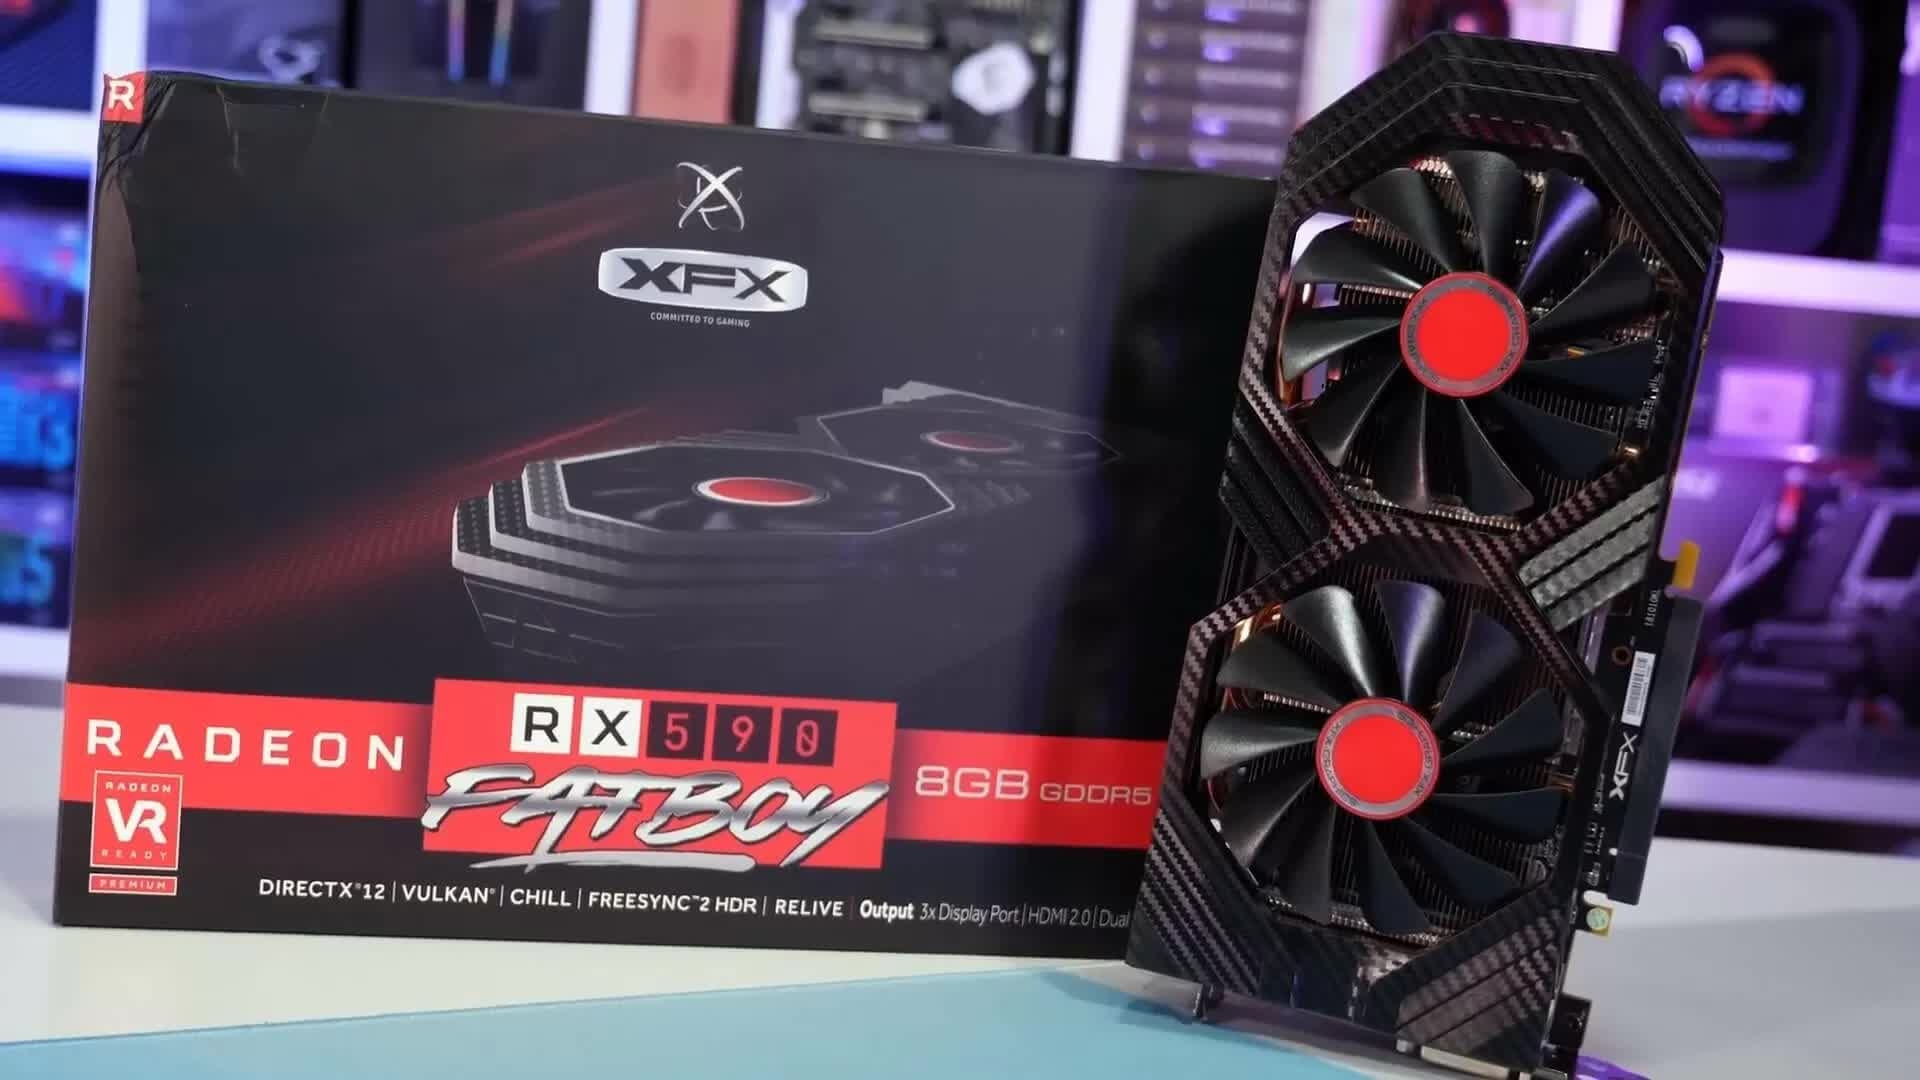 R
XFX
COMMITTED TO GAMING
RYZEN
RADEON
RX 590
FATBOY
8GB GDDR5
RADEON
VR
READY
PREMIUM
DIRECTX®12 | VULKAN® | CHILL | FREESYNC™2 HDR | RELIVE | Output 3x Display Port | HDMI 2.0 | Dual
XFX